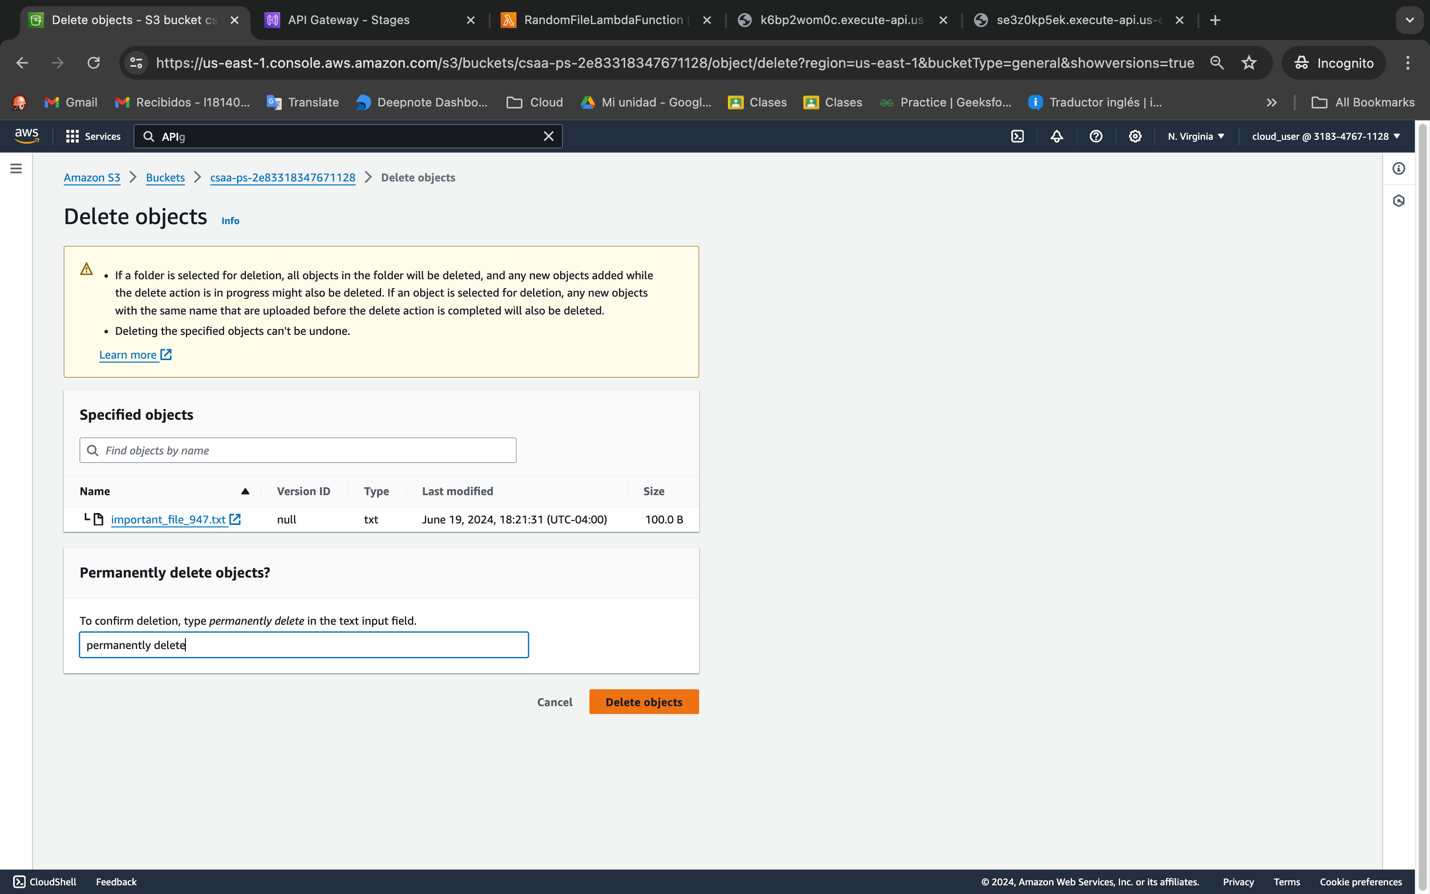 Delete objects - S3 bucket cs
API Gateway - Stages
RandomFileLambdaFunction
k6bp2wom0c.execute-api.us
se3z0kp5ek.execute-api.us-e
https://us-east-1.console.aws.amazon.com/s3/buckets/csaa-ps-2e83318347671128/object/delete?region=us-east-1&bucketType=general&showversions=true
Incognito
Gmail
Recibidos - l18140...
Translate
Deepnote Dashbo...
Cloud
Mi unidad - Googl...
Clases
Clases
Practice | Geeksfo...
Traductor inglés | i...
All Bookmarks
aws
Services
APIg
N. Virginia
cloud_user @ 3183-4767-1128
Amazon S3
Buckets
csaa-ps-2e83318347671128
Delete objects
Delete objects
Info
If a folder is selected for deletion, all objects in the folder will be deleted, and any new objects added while
the delete action is in progress might also be deleted. If an object is selected for deletion, any new objects
with the same name that are uploaded before the delete action is completed will also be deleted.
Deleting the specified objects can't be undone.
Learn more
Specified objects
Find objects by name
Name Version ID Type Last modified Size
important_file_947.txt null txt June 19, 2024, 18:21:31 (UTC-04:00) 100.0 B
Permanently delete objects?
To confirm deletion, type permanently delete in the text input field.
permanently delete
Cancel
Delete objects
CloudShell
Feedback
© 2024, Amazon Web Services, Inc. or its affiliates.
Privacy
Terms
Cookie preferences